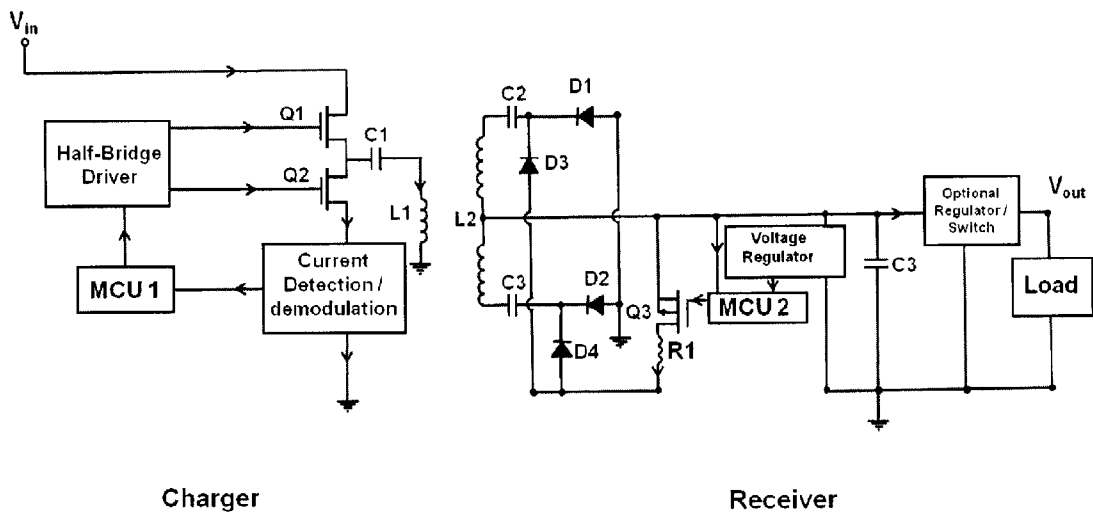 Vin
Q1
C1
Half-Bridge
Driver
Q2
L1
MCU 1
Current
Detection /
demodulation
Charger
C2
D1
D3
L2
C3
D2
D4
Q3
R1
Voltage
Regulator
MCU 2
C3
Optional
Regulator /
Switch
Vout
Load
Receiver